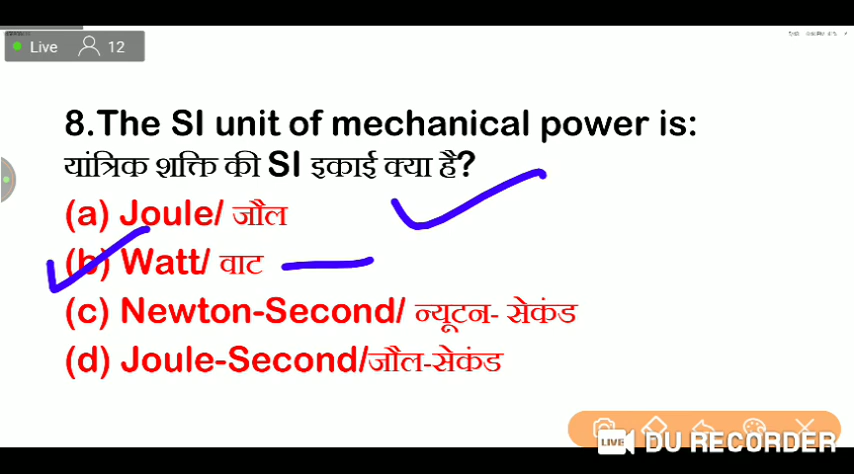 Live 12
8.The SI unit of mechanical power is:
यांत्रिक शक्ति की SI इकाई क्या है?
(a) Joule/ जौल
(b) Watt/ वाट
(c) Newton-Second/ न्यूटन- सेकंड
(d) Joule-Second/जौल-सेकंड
LIVE DU RECORDER